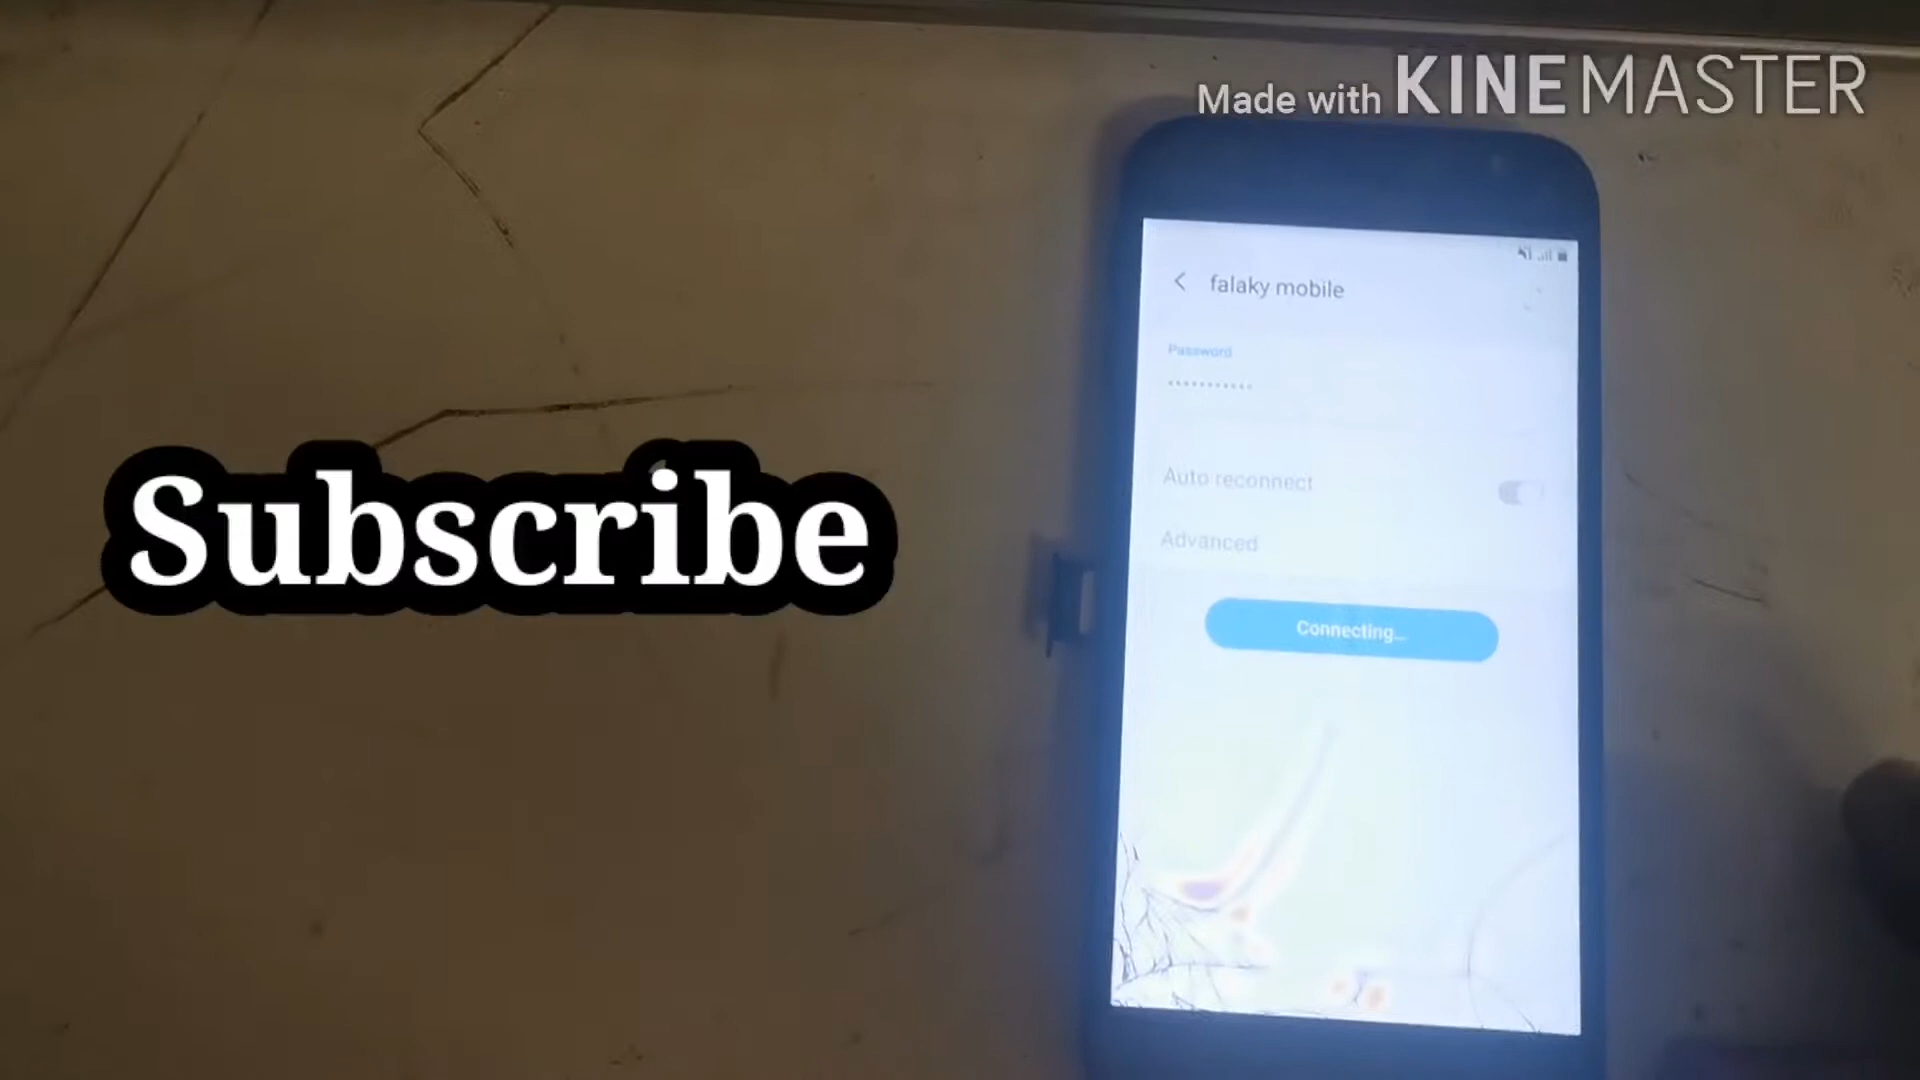 Made with KINEMASTER
falaky mobile
Password
Auto reconnect
Advanced
Connecting...
Subscribe